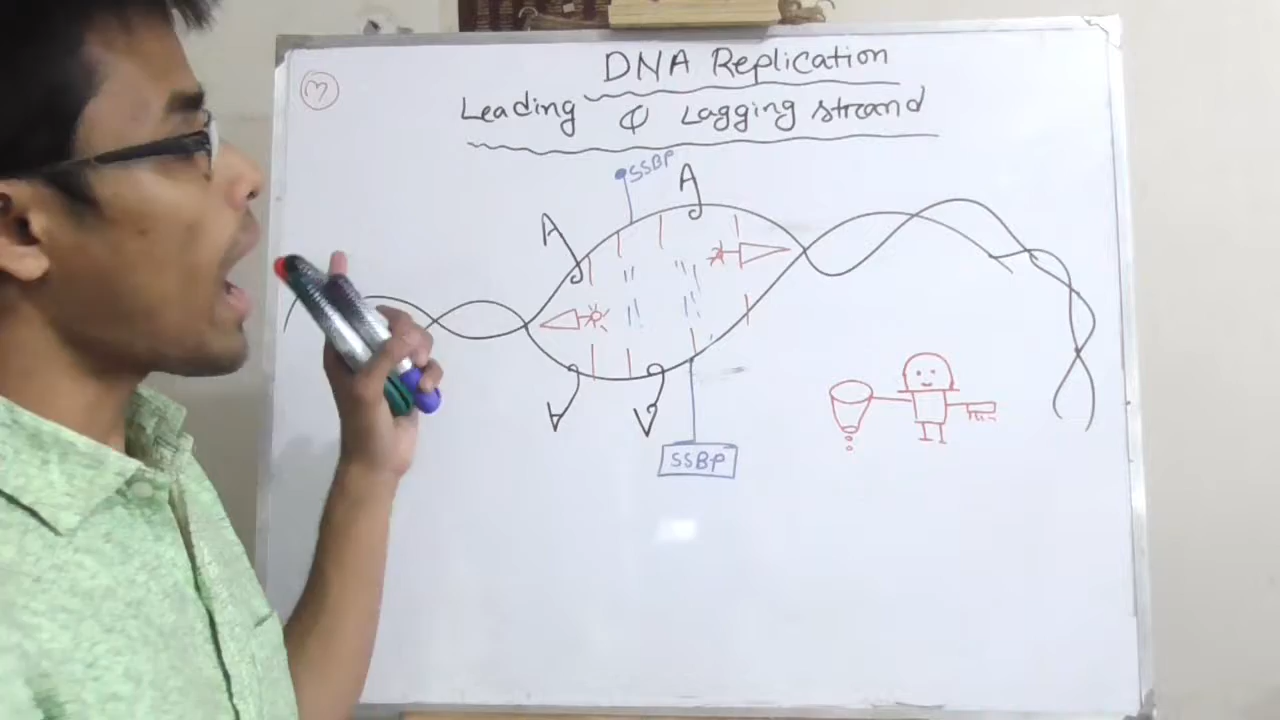 DNA Replication
Leading & Lagging strand
SSBP
A
A
A
A
SSBP